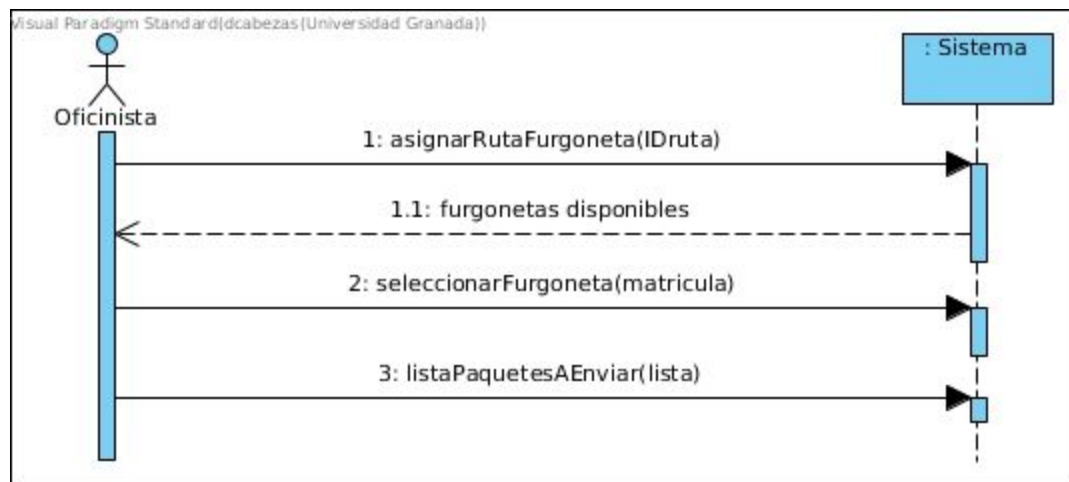 Visual Paradigm Standard(dcabezas(Universidad Granada))
: Sistema
Oficinista
1: asignarRutaFurgoneta(IDruta)
1.1: furgonetas disponibles
2: seleccionarFurgoneta(matricula)
3: listaPaquetesAEnviar(lista)